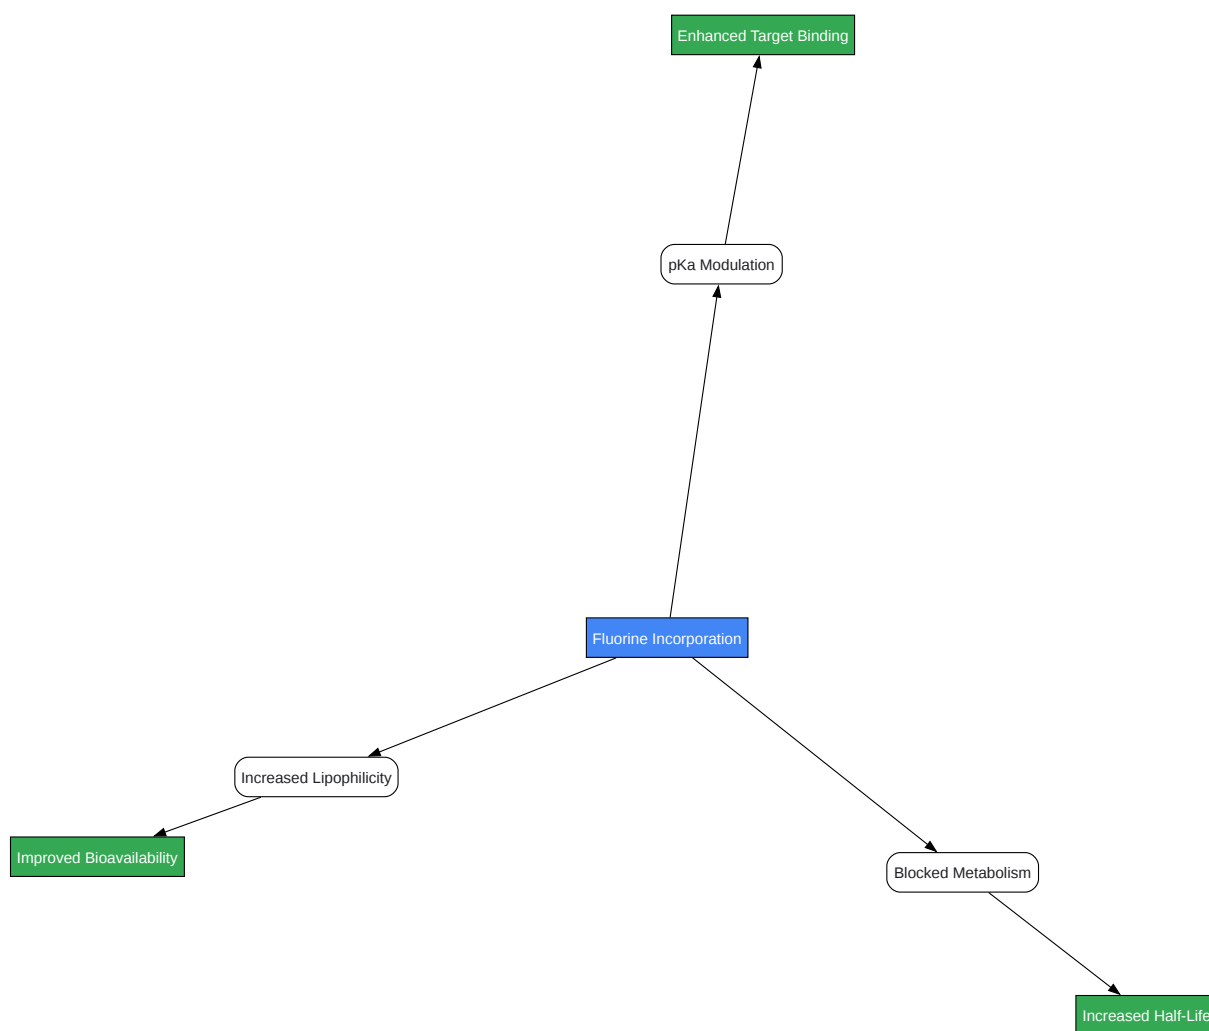 Enhanced Target Binding
pKa Modulation
Fluorine Incorporation
Increased Lipophilicity
Improved Bioavailability
Blocked Metabolism
Increased Half-Life